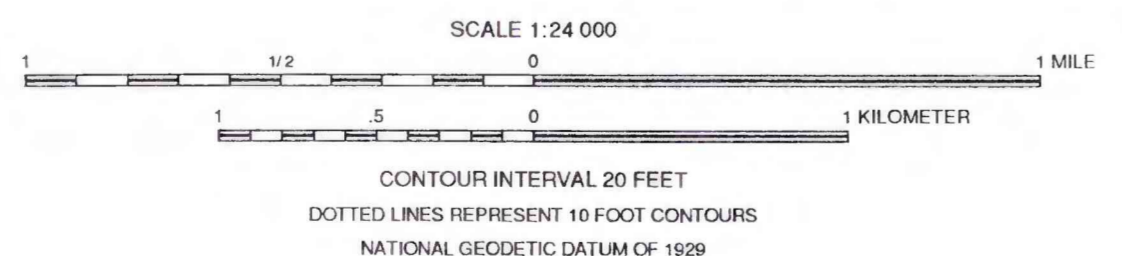 SCALE 1:24 000
1 1/2 0 1 MILE
1 .5 0 1 KILOMETER
CONTOUR INTERVAL 20 FEET
DOTTED LINES REPRESENT 10 FOOT CONTOURS
NATIONAL GEODETIC DATUM OF 1929